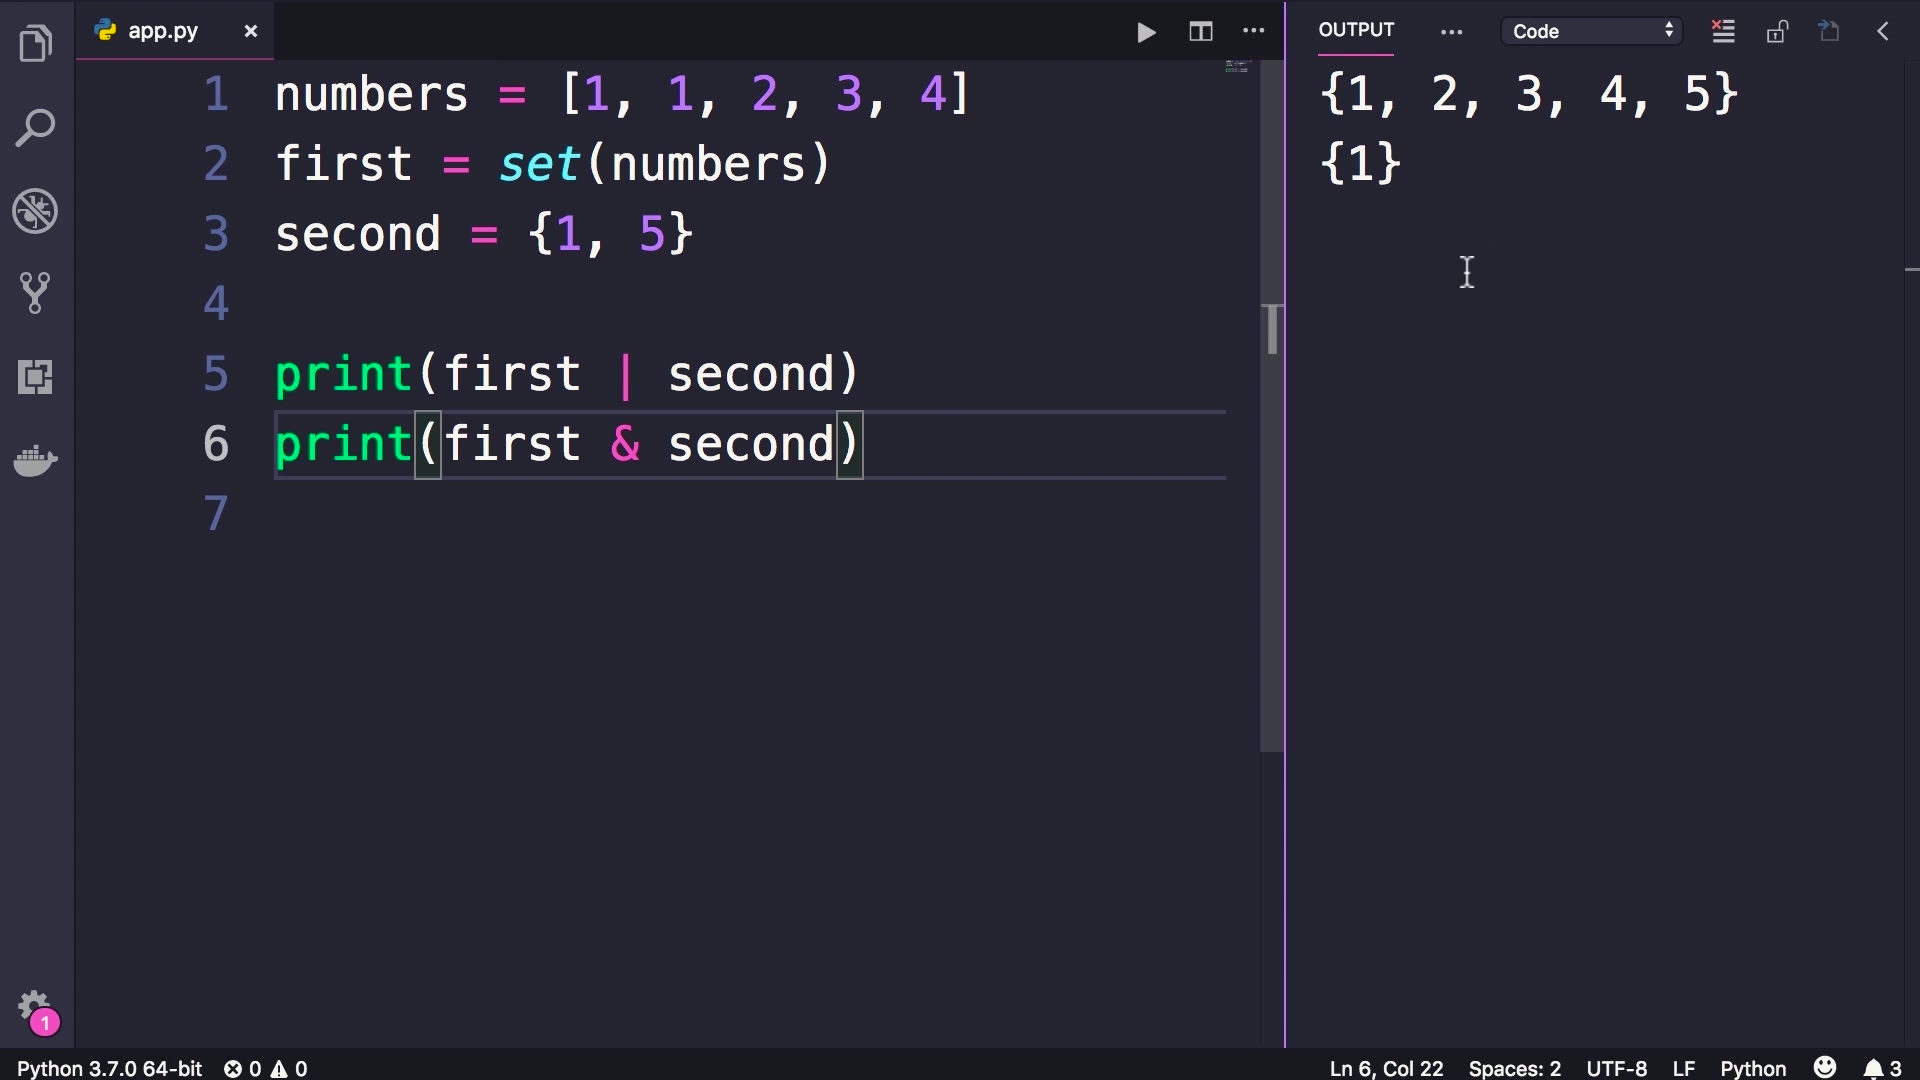 app.py ×
OUTPUT ... Code
1 numbers = [1, 1, 2, 3, 4]
2 first = set(numbers)
3 second = {1, 5}
4
5 print(first | second)
6 print(first & second)
7
{1, 2, 3, 4, 5}
{1}
1
Python 3.7.0 64-bit 0 0
Ln 6, Col 22 Spaces: 2 UTF-8 LF Python 3